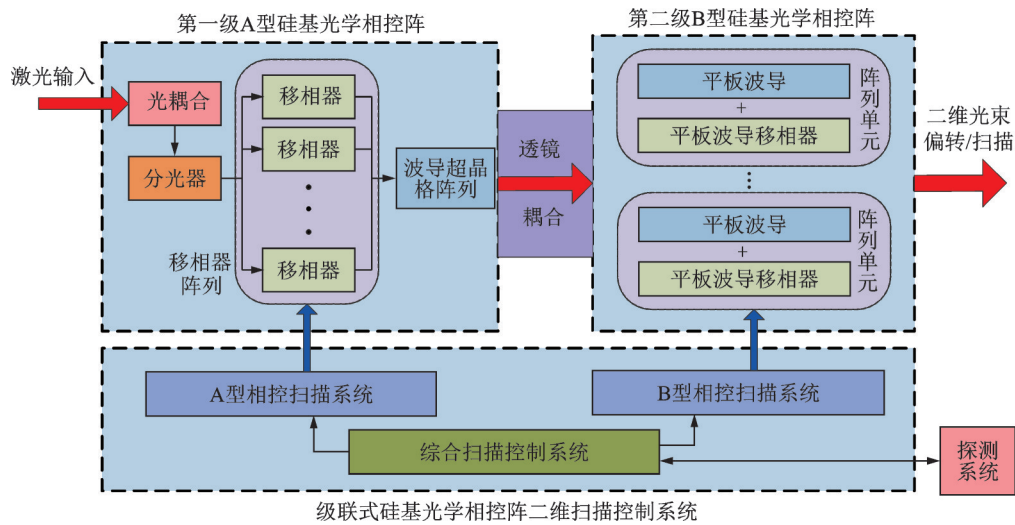 第一级A型硅基光学相控阵
第二级B型硅基光学相控阵
激光输入
光耦合
分光器
移相器
移相器
移相器
移相器
阵列
波导超晶
格阵列
透镜
耦合
平板波导
+
平板波导移相器
阵列单元
平板波导
+
平板波导移相器
阵列单元
二维光束
偏转/扫描
A型相控扫描系统
B型相控扫描系统
综合扫描控制系统
探测
系统
级联式硅基光学相控阵二维扫描控制系统